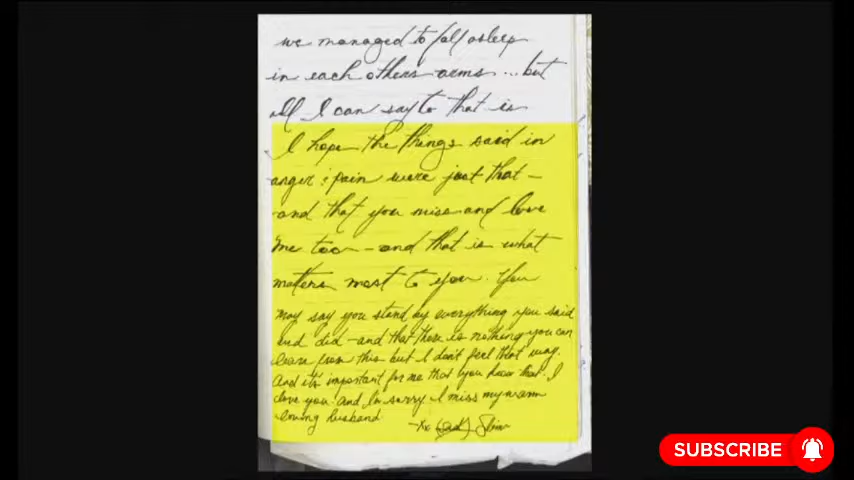 we managed to fall asleep
in each others arms ... but
all I can say to that is
I hope the things said in
anger & pain were just that —
and that you miss and love
me too — and that is what
matters most to you. You
may say you stand by everything you said
and did — and that there is nothing you can
learn from this but I don't feel that way.
And it's important for me that you know that I
love you and I'm sorry. I miss my warm
loving husband
-Xx Slim
SUBSCRIBE